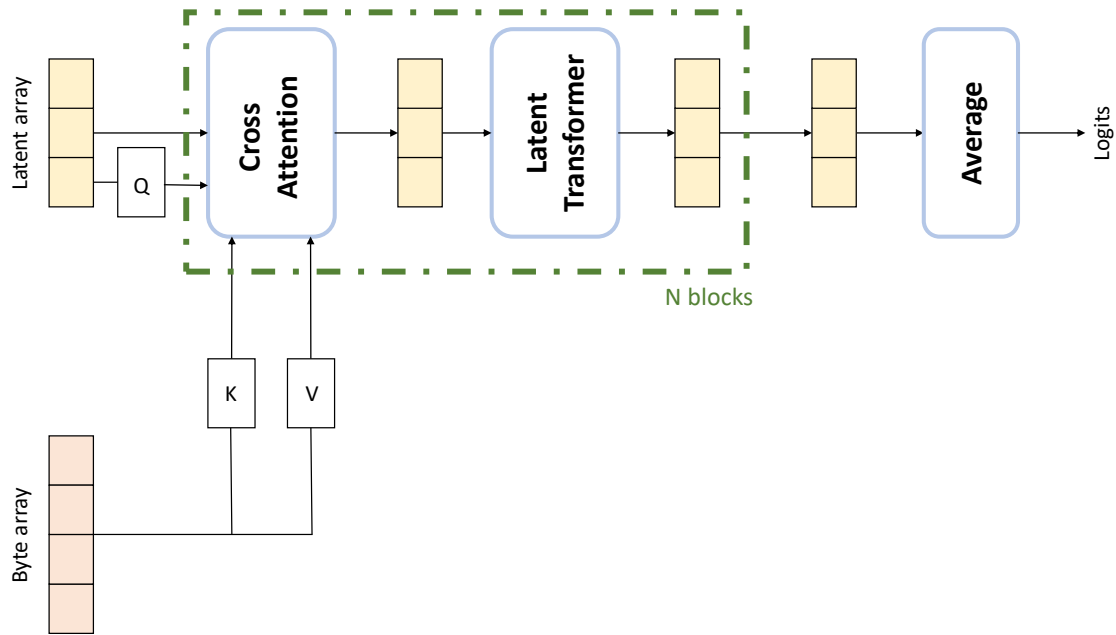 Latent array
Q
Cross
Attention
Latent
Transformer
Average
Logits
N blocks
K
V
Byte array